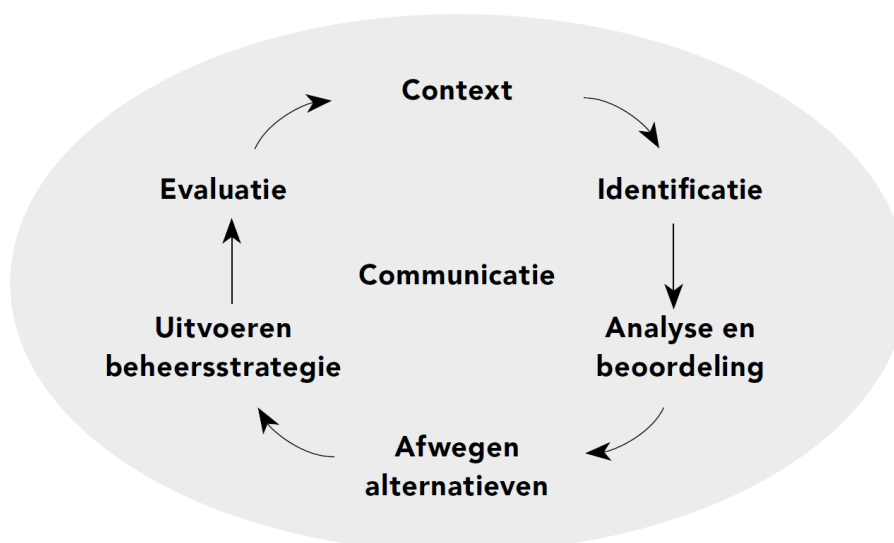 Context
Evaluatie
Identificatie
Communicatie
Uitvoeren
beheersstrategie
Analyse en
beoordeling
Afwegen
alternatieven